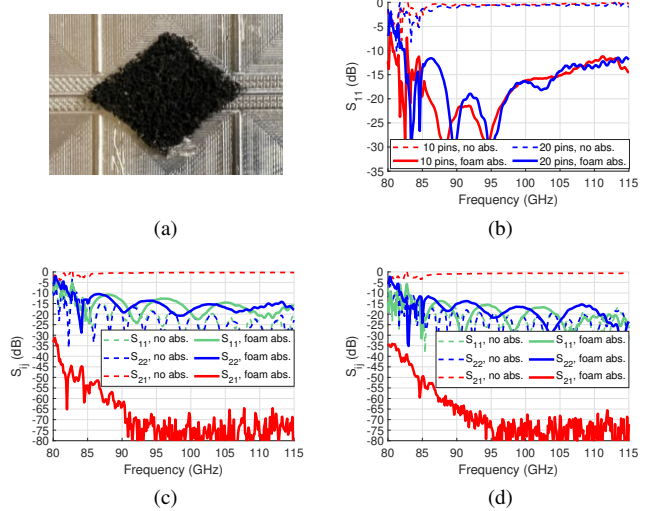 0
-5
-10
-15
-20
-25
-30
-35
S11 (dB)
10 pins, no abs.
20 pins, no abs.
10 pins, foam abs.
20 pins, foam abs.
80 85 90 95 100 105 110 115
Frequency (GHz)
(a)
(b)
0
-5
-10
-15
-20
-25
-30
-35
-40
-45
-50
-55
-60
-65
-70
-75
-80
Sij (dB)
S11, no abs.
S11, foam abs.
S22, no abs.
S22, foam abs.
S21, no abs.
S21, foam abs.
80 85 90 95 100 105 110 115
Frequency (GHz)
(c)
0
-5
-10
-15
-20
-25
-30
-35
-40
-45
-50
-55
-60
-65
-70
-75
-80
Sij (dB)
S11, no abs.
S11, foam abs.
S22, no abs.
S22, foam abs.
S21, no abs.
S21, foam abs.
80 85 90 95 100 105 110 115
Frequency (GHz)
(d)